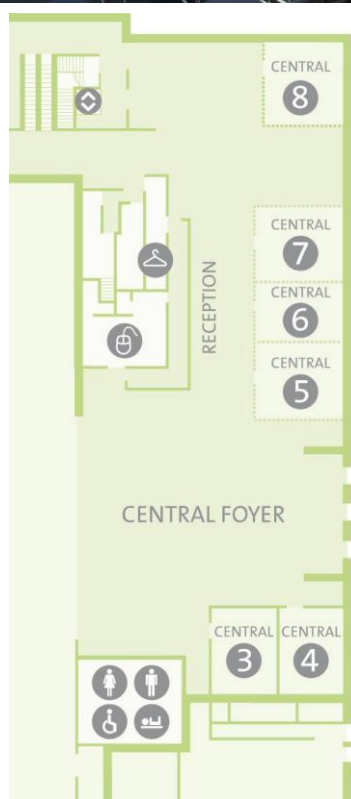 CENTRAL
8
CENTRAL
7
CENTRAL
6
CENTRAL
5
RECEPTION
CENTRAL FOYER
CENTRAL
3
CENTRAL
4